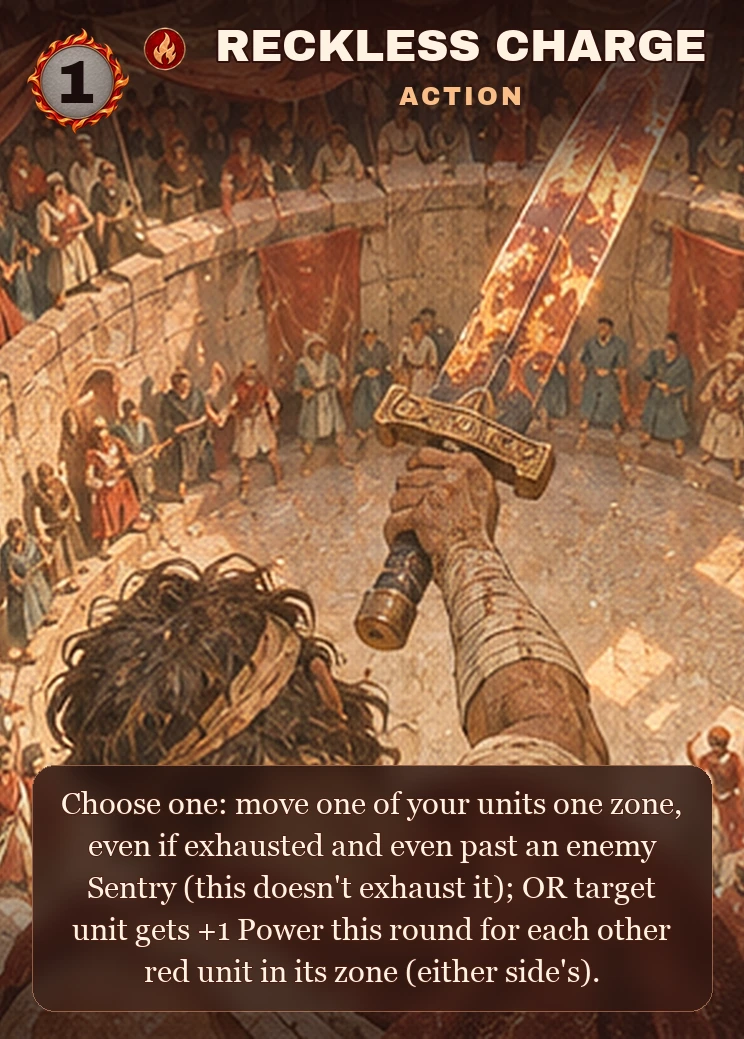 1
RECKLESS CHARGE
ACTION
Choose one: move one of your units one zone,
even if exhausted and even past an enemy
Sentry (this doesn't exhaust it); OR target
unit gets +1 Power this round for each other
red unit in its zone (either side's).